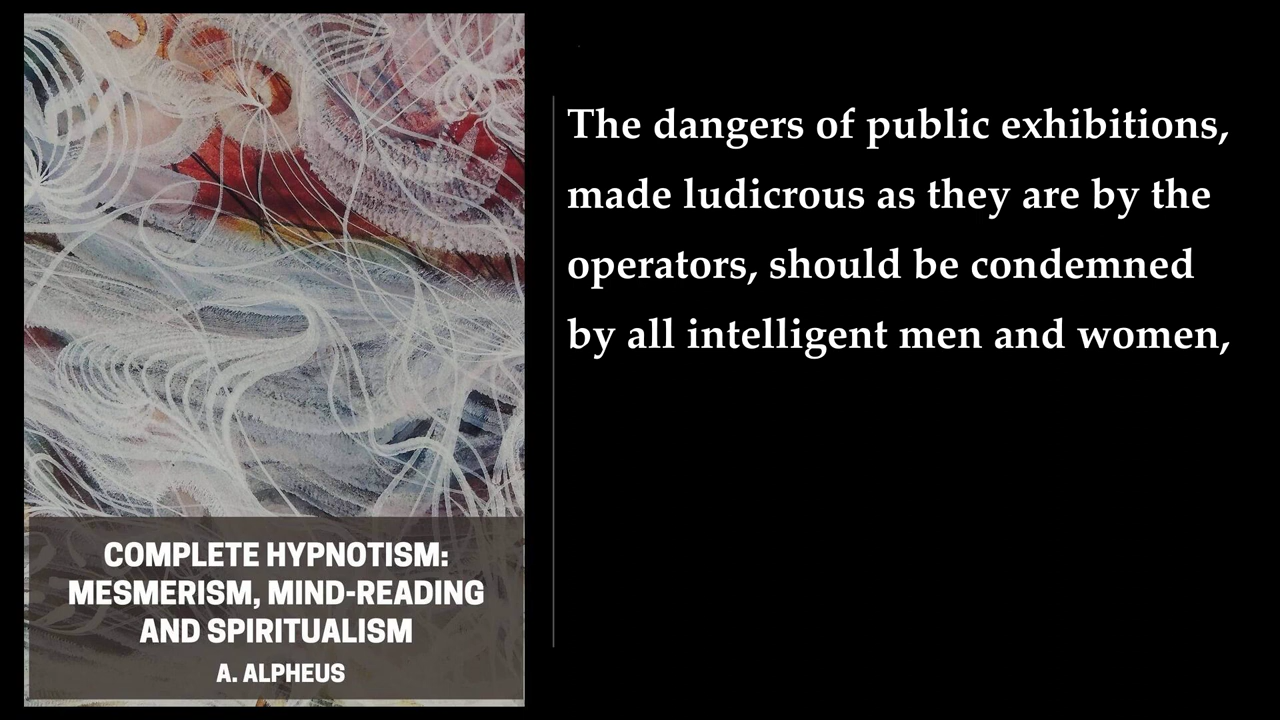 The dangers of public exhibitions,
made ludicrous as they are by the
operators, should be condemned
by all intelligent men and women,
COMPLETE HYPNOTISM:
MESMERISM, MIND-READING
AND SPIRITUALISM
A. ALPHEUS